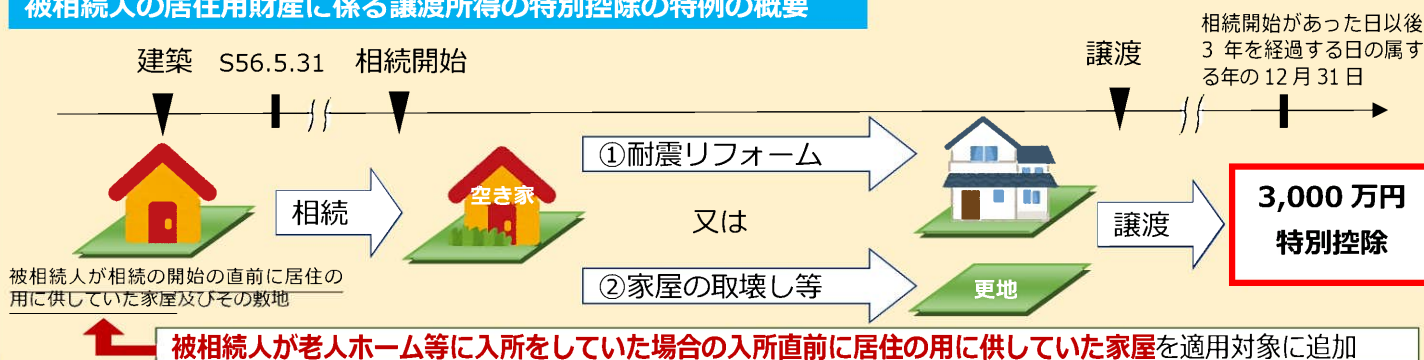 被相続人の居住用財産に係る譲渡所得の特別控除の特例の概要
相続開始があった日以後
3 年を経過する日の属す
る年の 12 月 31 日
建築 S56.5.31 相続開始 譲渡
①耐震リフォーム
空き家
相続
又は
譲渡
3,000 万円
特別控除
被相続人が相続の開始の直前に居住の
用に供していた家屋及びその敷地
②家屋の取壊し等
更地
被相続人が老人ホーム等に入所をしていた場合の入所直前に居住の用に供していた家屋を適用対象に追加